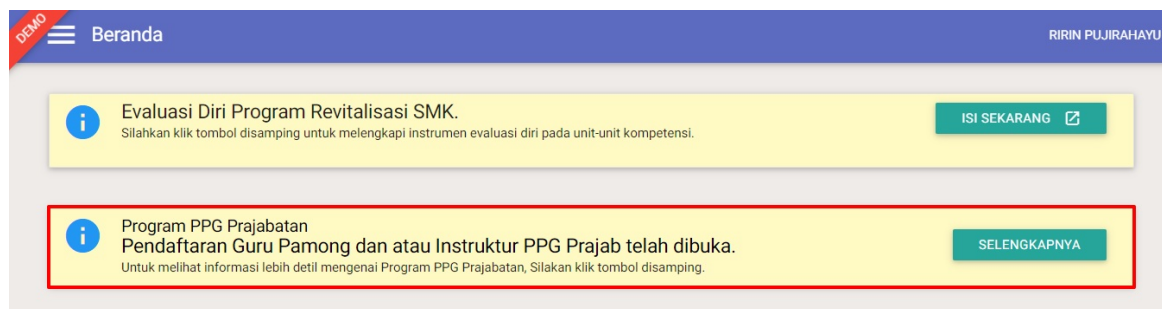 DEMO
Beranda
RIRIN PUJIRAHAYU
Evaluasi Diri Program Revitalisasi SMK.
Silahkan klik tombol disamping untuk melengkapi instrumen evaluasi diri pada unit-unit kompetensi.
ISI SEKARANG
Program PPG Prajabatan
Pendaftaran Guru Pamong dan atau Instruktur PPG Prajab telah dibuka.
Untuk melihat informasi lebih detil mengenai Program PPG Prajabatan, Silakan klik tombol disamping.
SELENGKAPNYA